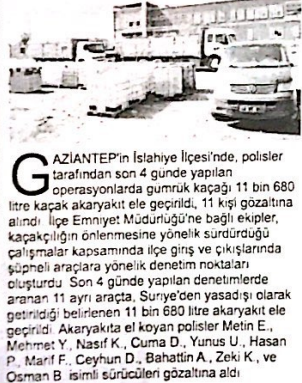 GAZİANTEP'in İslahiye İlçesi'nde, polisler
tarafından son 4 günde yapılan
operasyonlarda gümrük kaçağı 11 bin 680
litre kaçak akaryakıt ele geçirildi, 11 kişi gözaltına
alındı İlçe Emniyet Müdürlüğü'ne bağlı ekipler,
kaçakçılığın önlenmesine yönelik sürdürdüğü
çalışmalar kapsamında ilçe giriş ve çıkışlarında
şüpheli araçlara yönelik denetim noktaları
oluşturdu Son 4 günde yapılan denetimlerde
aranan 11 ayrı araçta, Suriye'den yasadışı olarak
getirildiği belirlenen 11 bin 680 litre akaryakıt ele
geçirildi Akaryakıta el koyan polisler Metin E.,
Mehmet Y., Nasıf K., Cuma D., Yunus U., Hasan
P., Marif F., Ceyhun D., Bahattin A., Zeki K., ve
Osman B isimli sürücüleri gözaltına aldı